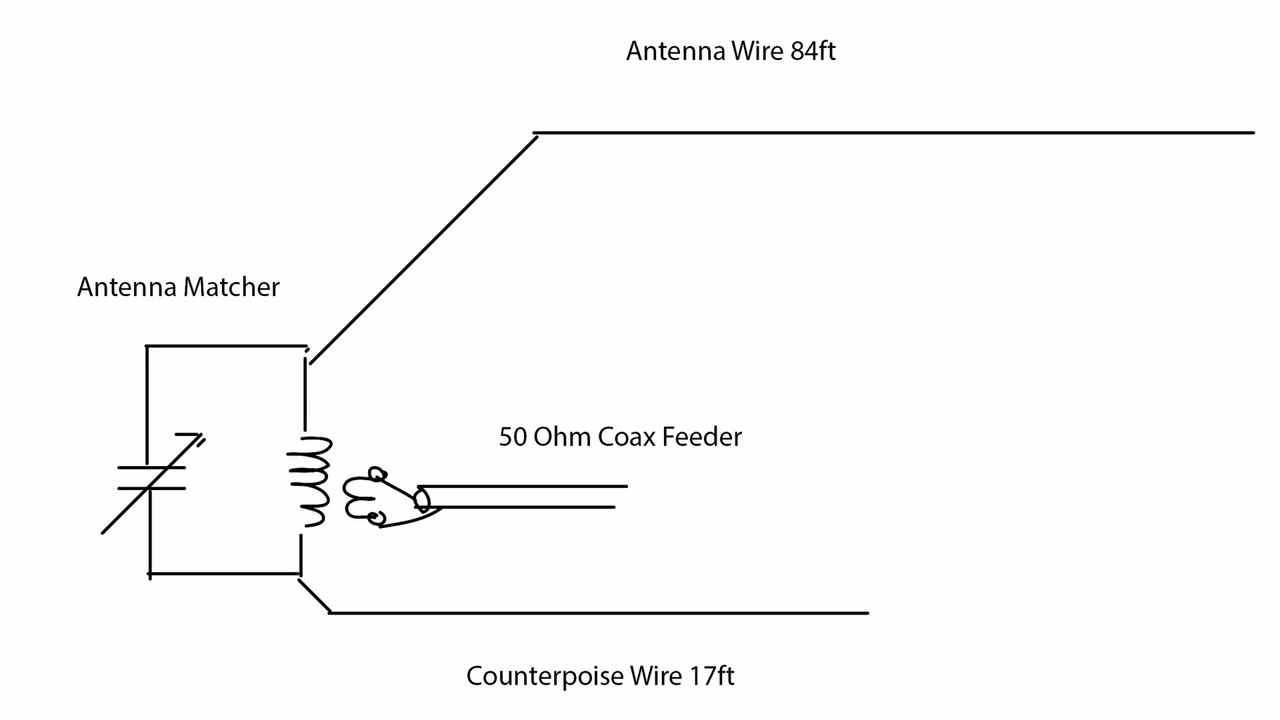 Antenna Wire 84ft
Antenna Matcher
50 Ohm Coax Feeder
Counterpoise Wire 17ft